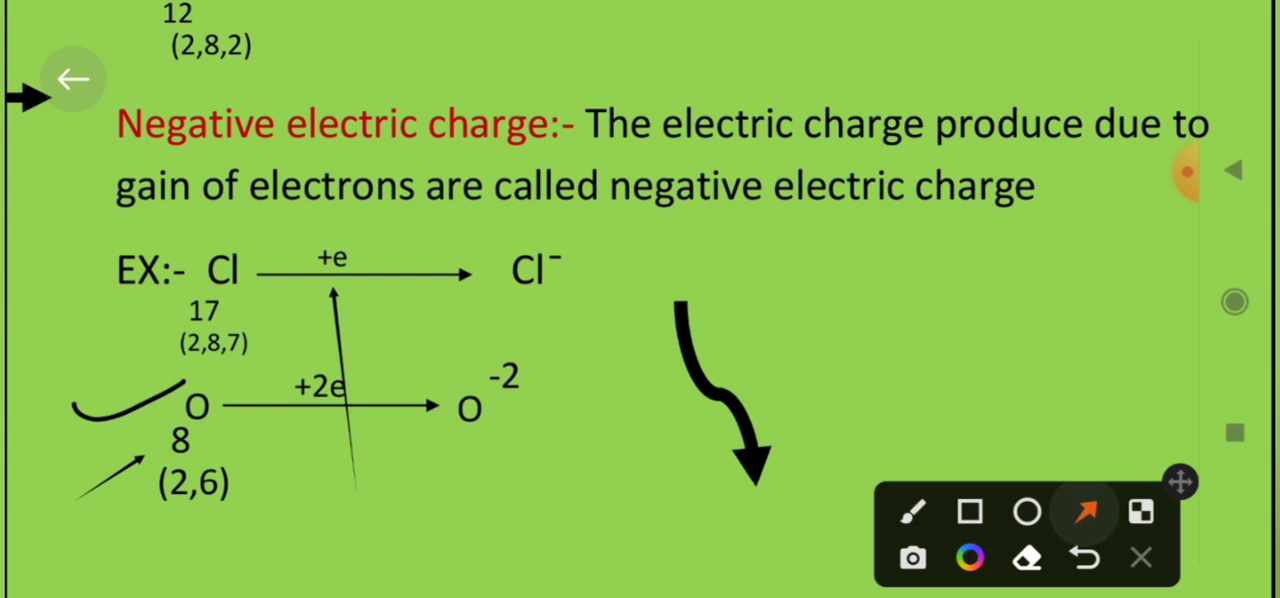 12
(2,8,2)
Negative electric charge:- The electric charge produce due to
gain of electrons are called negative electric charge
EX:- Cl +e Cl⁻
17
(2,8,7)
O +2e O -2
8
(2,6)